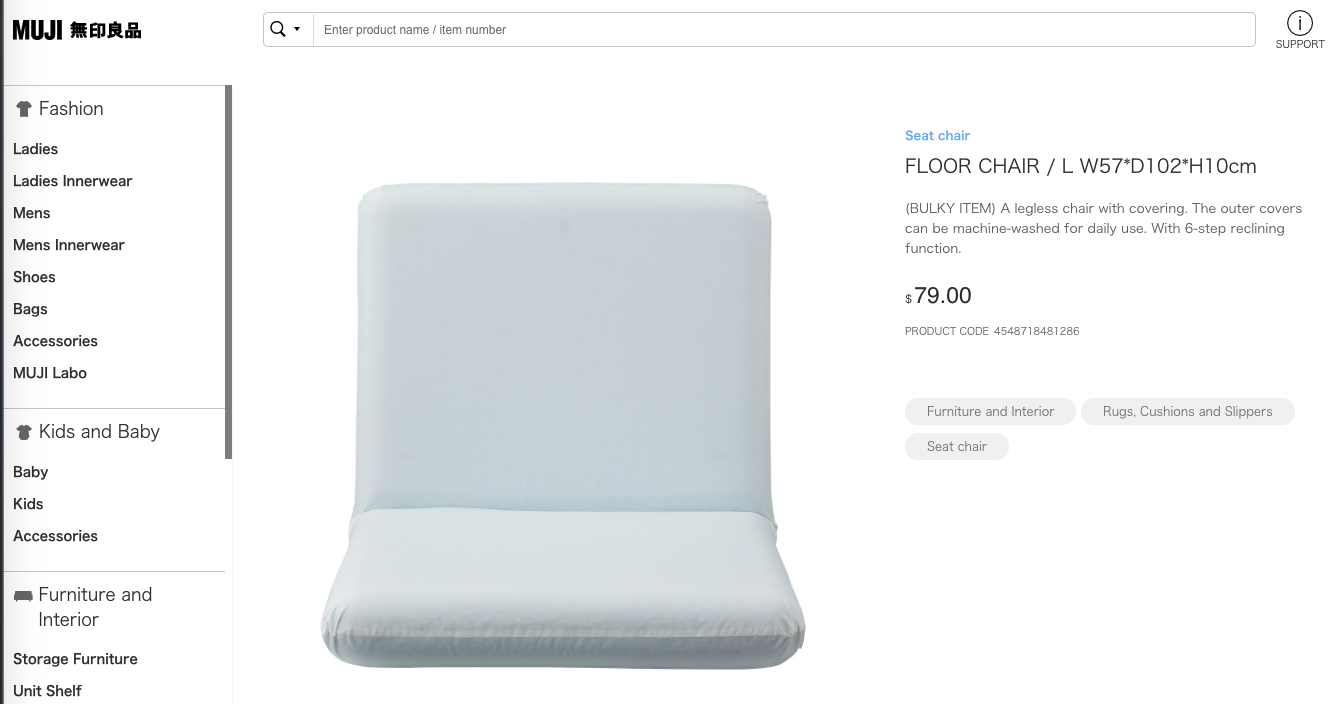 MUJI 無印良品
Enter product name / item number
SUPPORT
Fashion
Ladies
Ladies Innerwear
Mens
Mens Innerwear
Shoes
Bags
Accessories
MUJI Labo
Kids and Baby
Baby
Kids
Accessories
Furniture and
Interior
Storage Furniture
Unit Shelf
Seat chair
FLOOR CHAIR / L W57*D102*H10cm
(BULKY ITEM) A legless chair with covering. The outer covers
can be machine-washed for daily use. With 6-step reclining
function.
$79.00
PRODUCT CODE 4548718481286
Furniture and Interior
Rugs, Cushions and Slippers
Seat chair